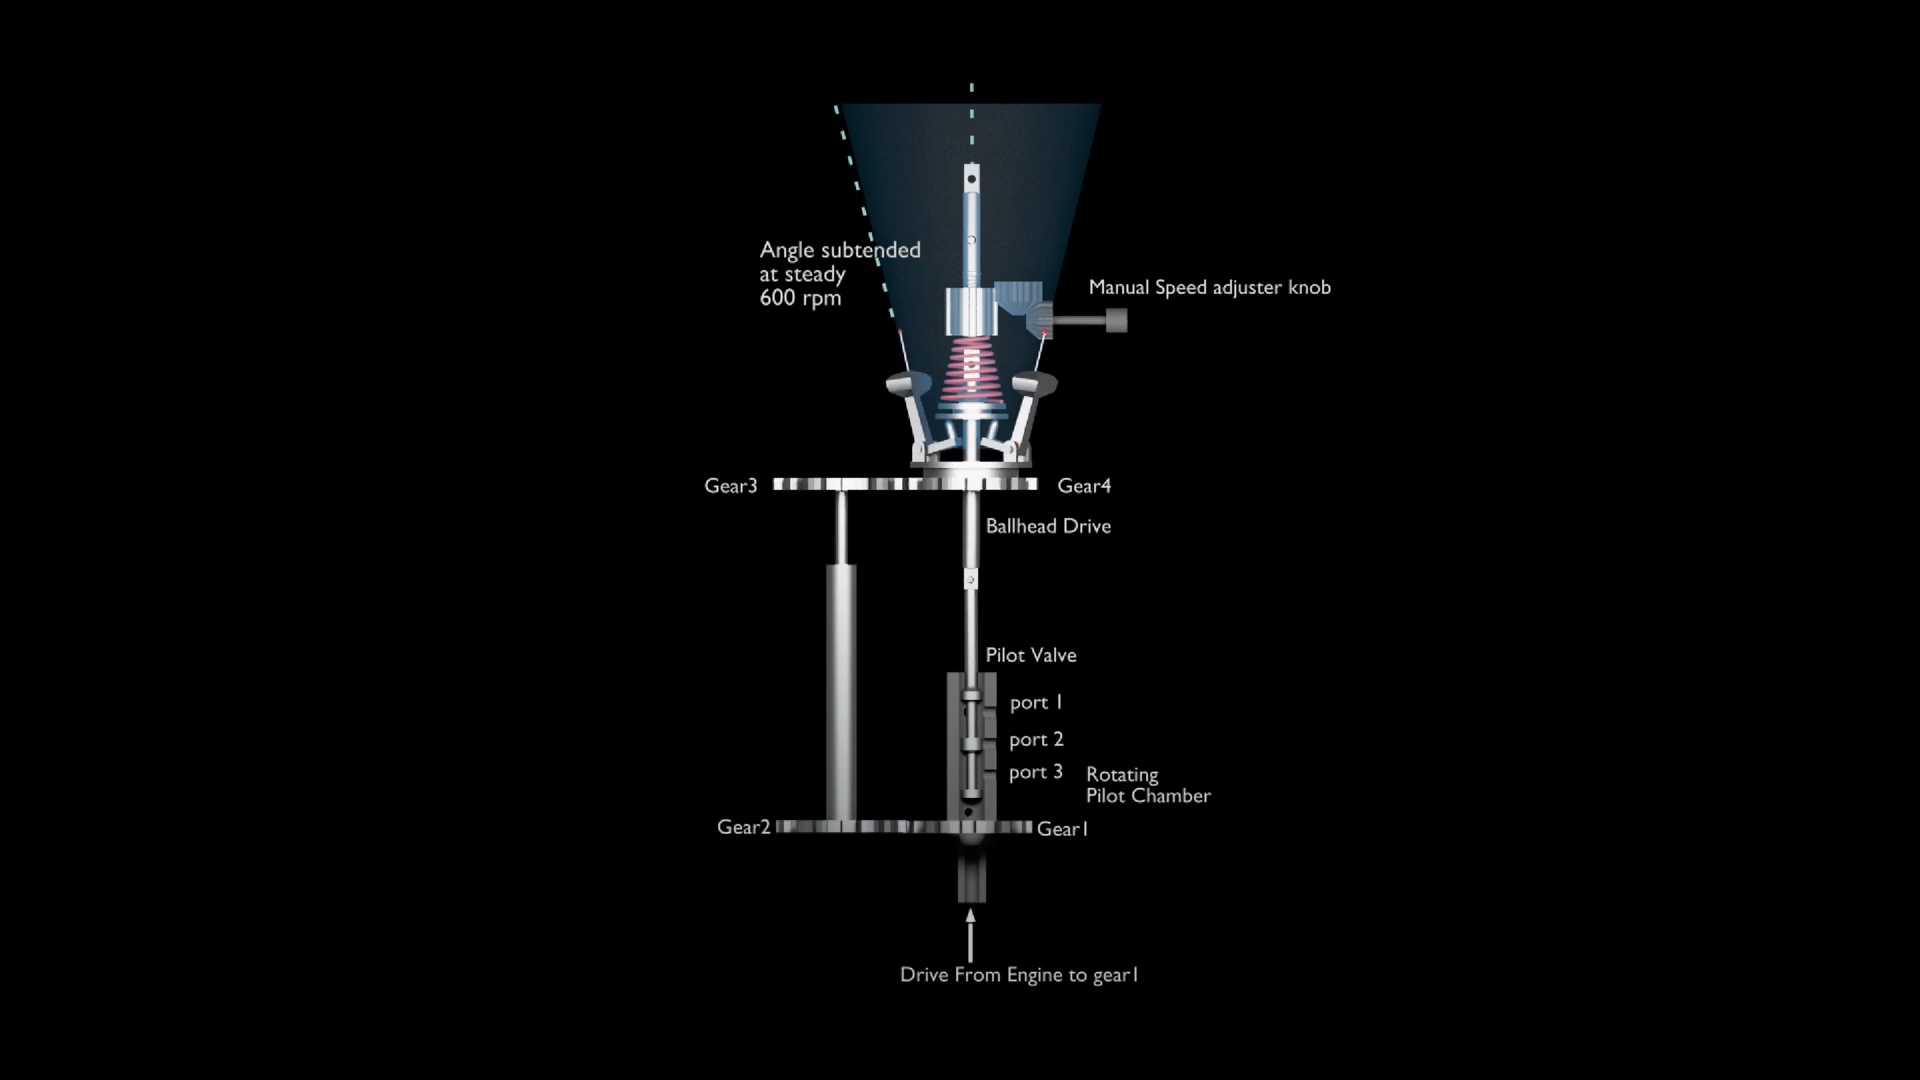 Angle subtended
at steady
600 rpm
Manual Speed adjuster knob
Gear3
Gear4
Ballhead Drive
Pilot Valve
port 1
port 2
port 3
Rotating
Pilot Chamber
Gear2
Gear1
Drive From Engine to gear1